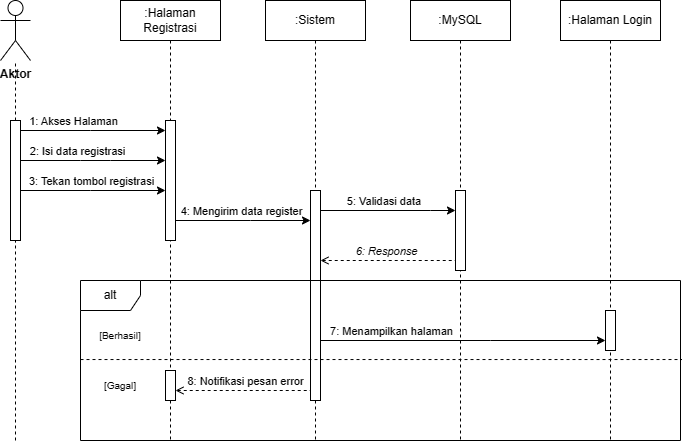 :Halaman
Registrasi
:Sistem
:MySQL
:Halaman Login
Aktor
1: Akses Halaman
2: Isi data registrasi
3: Tekan tombol registrasi
4: Mengirim data register
5: Validasi data
6: Response
alt
[Berhasil]
7: Menampilkan halaman
[Gagal]
8: Notifikasi pesan error